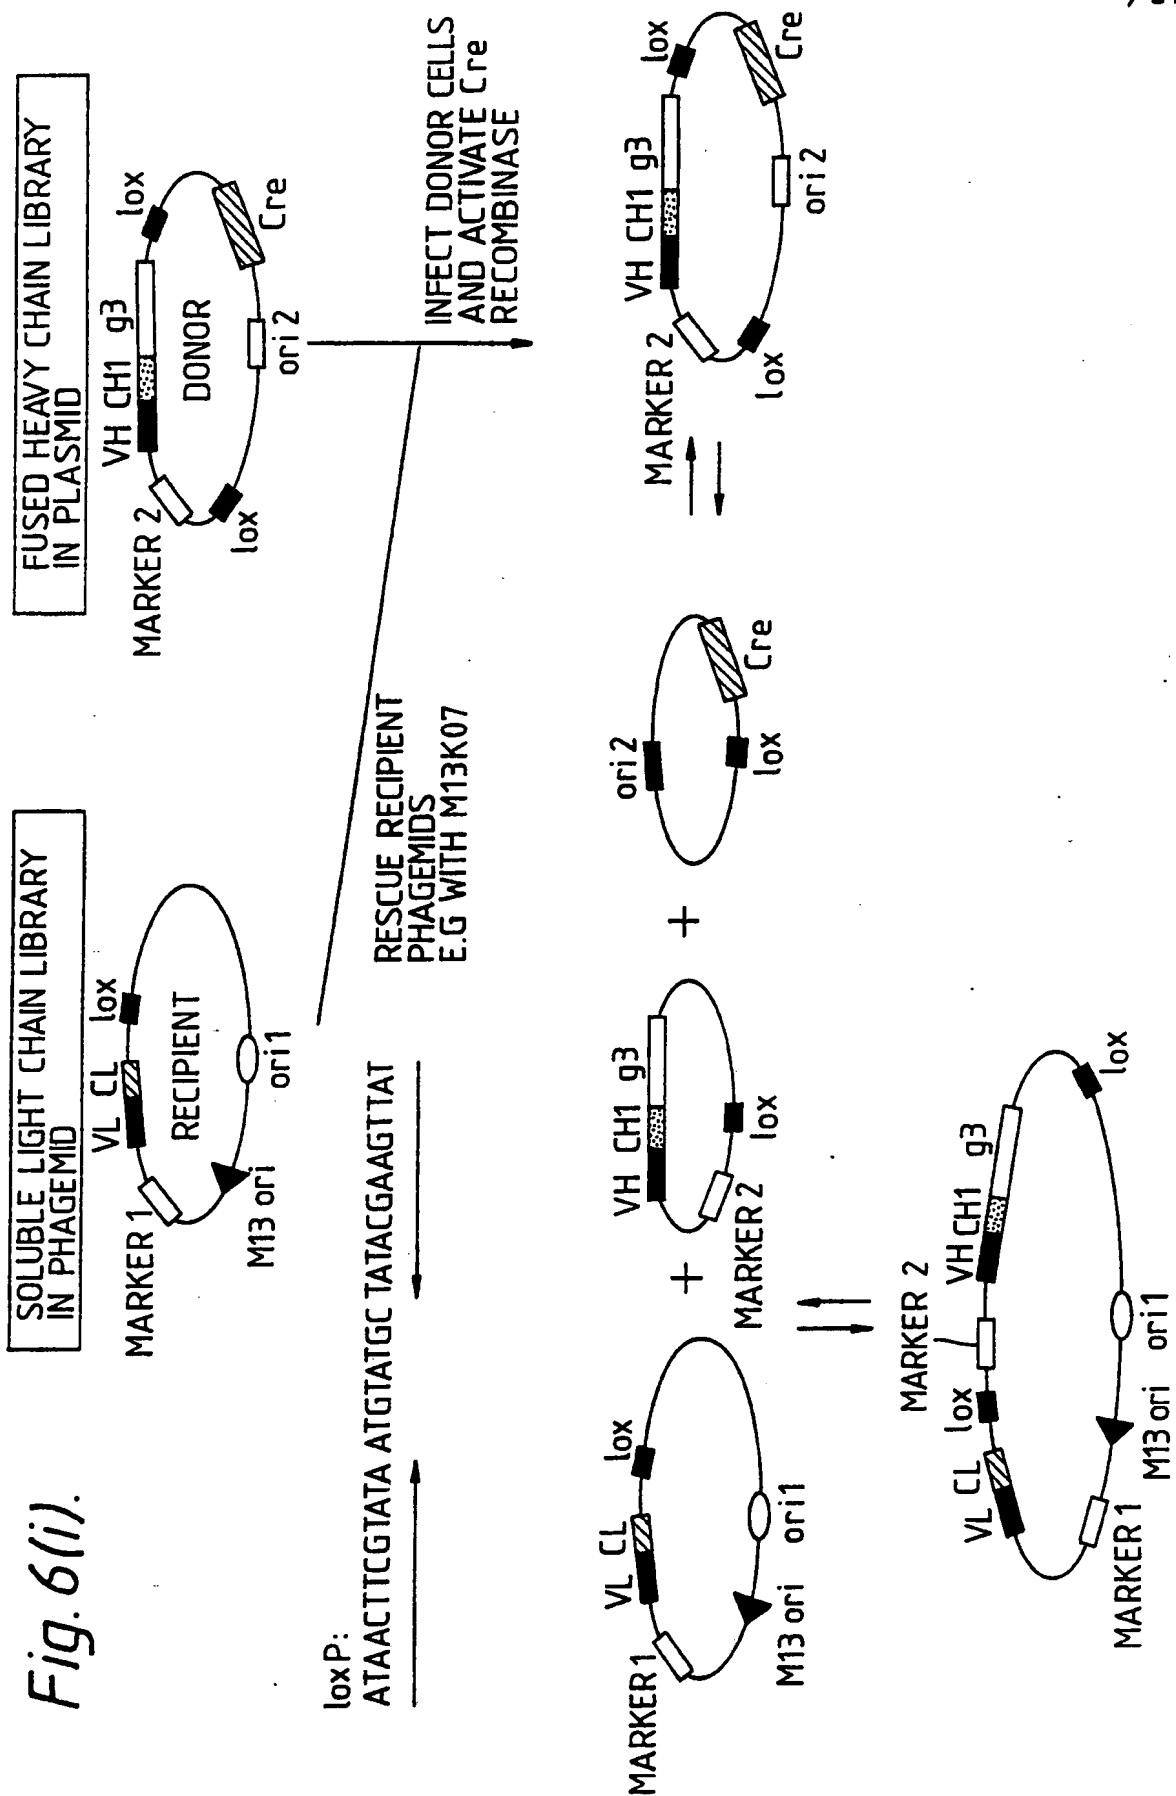 Fig. 6(i).
SOLUBLE LIGHT CHAIN LIBRARY
IN PHAGEMID
VL CL
lox
RECIPIENT
MARKER 1
M13 ori
ori1
FUSED HEAVY CHAIN LIBRARY
IN PLASMID
VH CH1 g3
lox
MARKER 2
DONOR
lox
ori 2
Cre
loxP:
ATAACTTCGTATA ATGTATGC TATACGAAGTTAT
RESCUE RECIPIENT
PHAGEMIDS
E.G WITH M13K07
INFECT DONOR CELLS
AND ACTIVATE Cre
RECOMBINASE
VL CL
lox
MARKER1
M13 ori
ori1
+
VH CH1 g3
MARKER 2
lox
+
ori 2
lox
Cre
VH CH1 g3
lox
MARKER 2
lox
ori 2
Cre
VL CL
lox
MARKER 2
VH CH1
g3
lox
MARKER 1
M13 ori
ori1